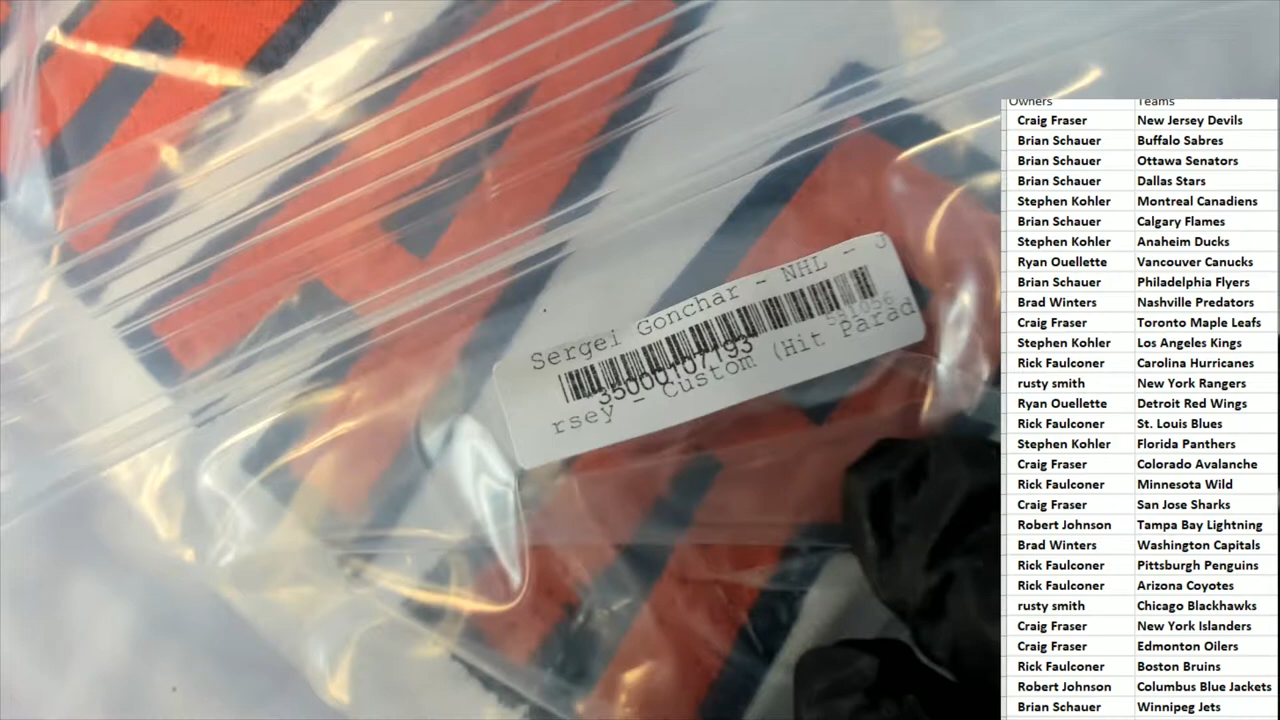 Sergei Gonchar - NHL - J
35000107193
581056
rsey - Custom (Hit Parad
Owners Teams
Craig Fraser New Jersey Devils
Brian Schauer Buffalo Sabres
Brian Schauer Ottawa Senators
Brian Schauer Dallas Stars
Stephen Kohler Montreal Canadiens
Brian Schauer Calgary Flames
Stephen Kohler Anaheim Ducks
Ryan Ouellette Vancouver Canucks
Brian Schauer Philadelphia Flyers
Brad Winters Nashville Predators
Craig Fraser Toronto Maple Leafs
Stephen Kohler Los Angeles Kings
Rick Faulconer Carolina Hurricanes
rusty smith New York Rangers
Ryan Ouellette Detroit Red Wings
Rick Faulconer St. Louis Blues
Stephen Kohler Florida Panthers
Craig Fraser Colorado Avalanche
Rick Faulconer Minnesota Wild
Craig Fraser San Jose Sharks
Robert Johnson Tampa Bay Lightning
Brad Winters Washington Capitals
Rick Faulconer Pittsburgh Penguins
Rick Faulconer Arizona Coyotes
rusty smith Chicago Blackhawks
Craig Fraser New York Islanders
Craig Fraser Edmonton Oilers
Rick Faulconer Boston Bruins
Robert Johnson Columbus Blue Jackets
Brian Schauer Winnipeg Jets